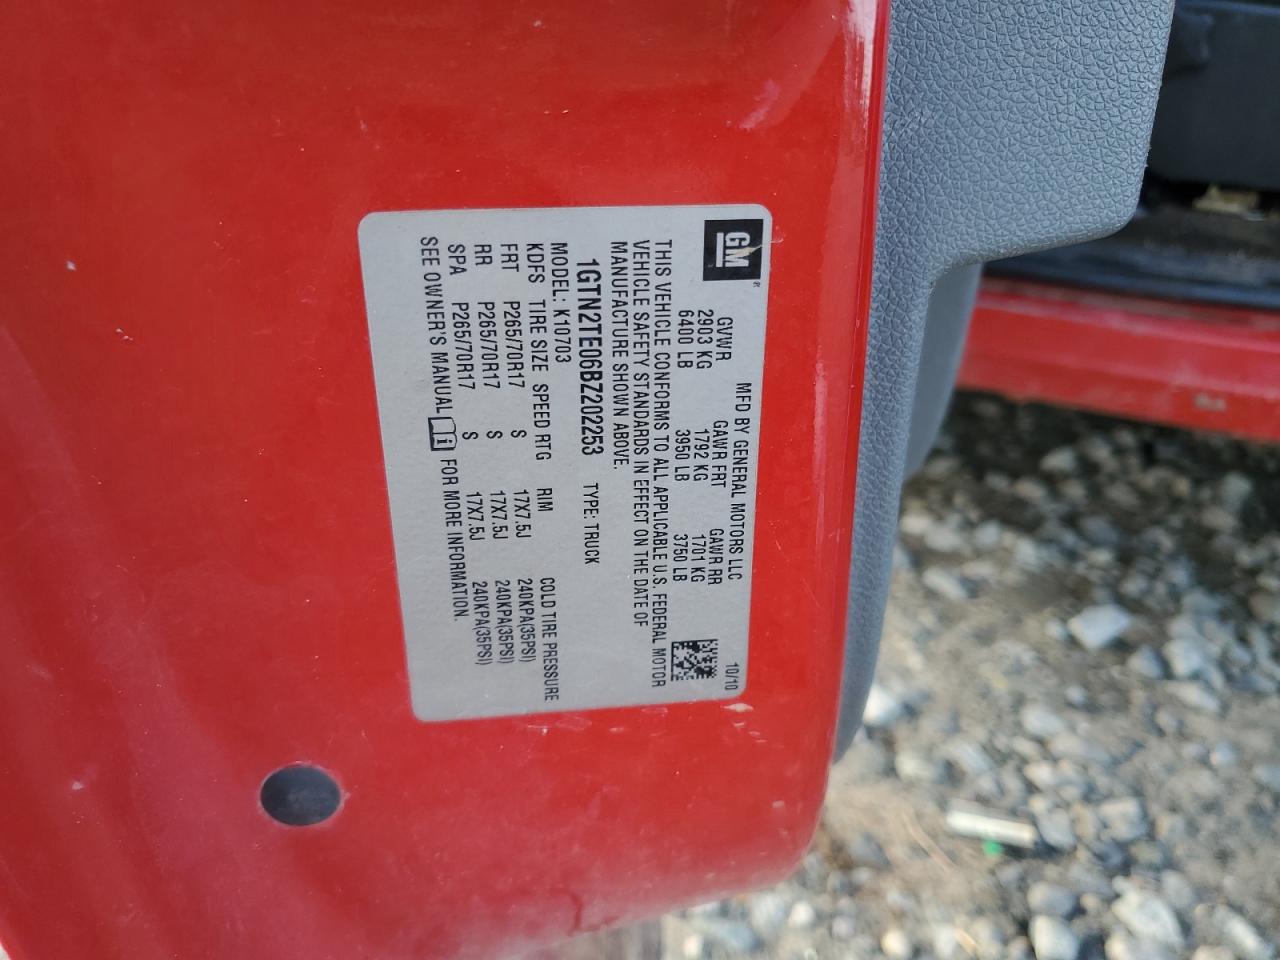 GM®
MFD BY GENERAL MOTORS LLC 10/10
GVWR GAWR FRT GAWR RR
2903 KG 1792 KG 1701 KG
6400 LB 3950 LB 3750 LB
THIS VEHICLE CONFORMS TO ALL APPLICABLE U.S. FEDERAL MOTOR
VEHICLE SAFETY STANDARDS IN EFFECT ON THE DATE OF
MANUFACTURE SHOWN ABOVE.
1GTN2TE06BZ202253 TYPE: TRUCK
MODEL: K10703
KDFS TIRE SIZE SPEED RTG RIM COLD TIRE PRESSURE
FRT P265/70R17 S 17X7.5J 240KPA(35PSI)
RR P265/70R17 S 17X7.5J 240KPA(35PSI)
SPA P265/70R17 S 17X7.5J 240KPA(35PSI)
SEE OWNER'S MANUAL i FOR MORE INFORMATION.